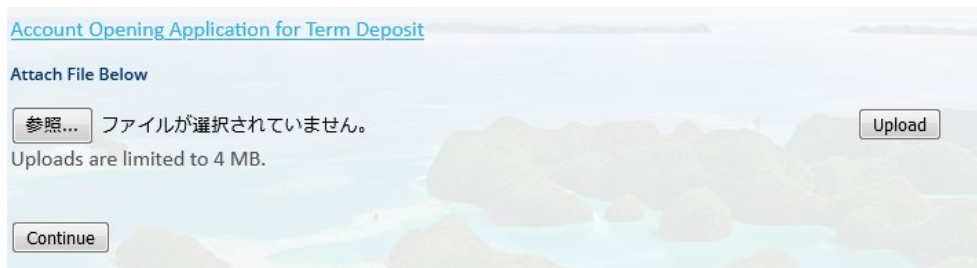 Account Opening Application for Term Deposit
Attach File Below
参照... ファイルが選択されていません。 Upload
Uploads are limited to 4 MB.
Continue